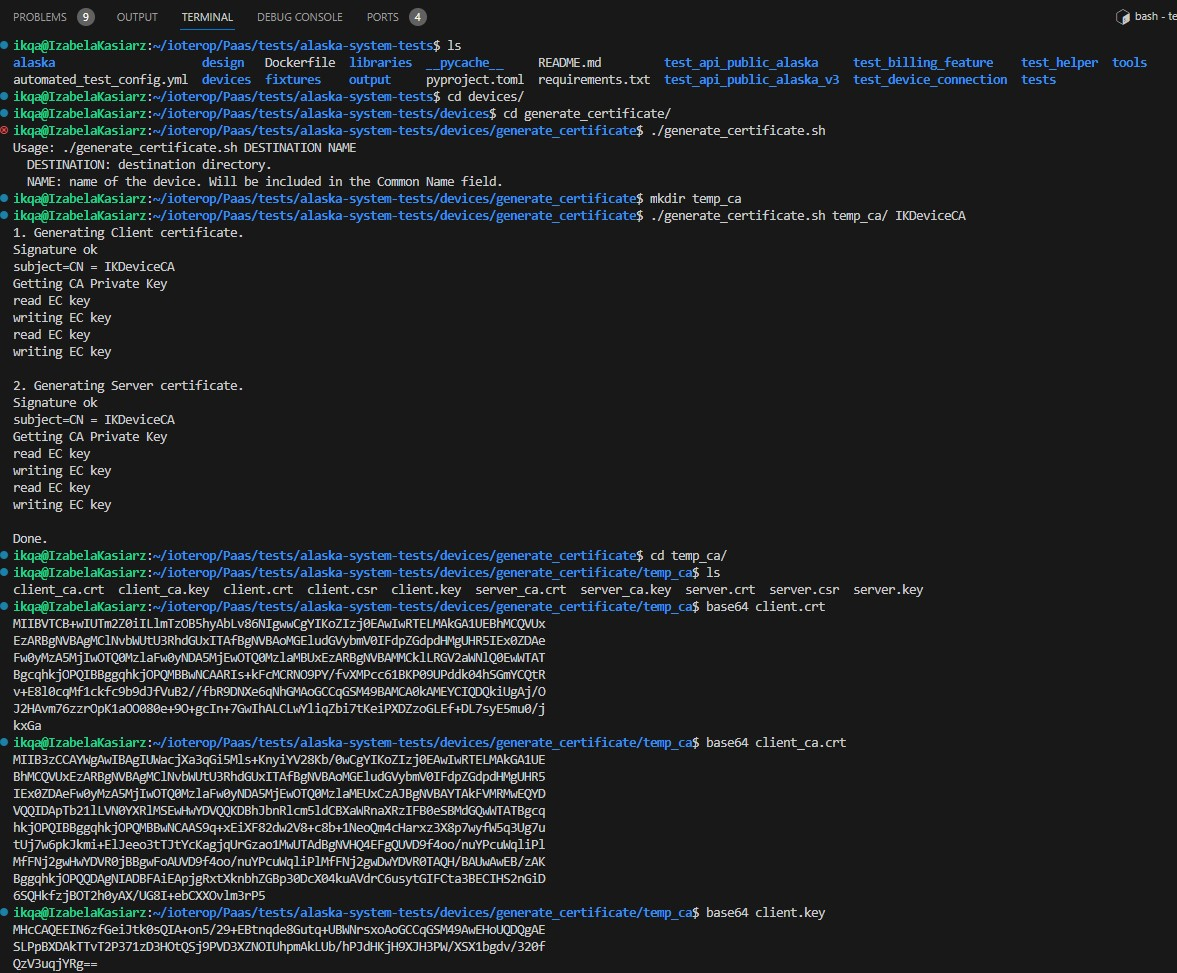 PROBLEMS 9 OUTPUT TERMINAL DEBUG CONSOLE PORTS 4 bash - te
ikqa@IzabelaKasiarz:~/ioterop/Paas/tests/alaska-system-tests$ ls
alaska design Dockerfile libraries __pycache__ README.md test_api_public_alaska test_billing_feature test_helper tools
automated_test_config.yml devices fixtures output pyproject.toml requirements.txt test_api_public_alaska_v3 test_device_connection tests
ikqa@IzabelaKasiarz:~/ioterop/Paas/tests/alaska-system-tests$ cd devices/
ikqa@IzabelaKasiarz:~/ioterop/Paas/tests/alaska-system-tests/devices$ cd generate_certificate/
ikqa@IzabelaKasiarz:~/ioterop/Paas/tests/alaska-system-tests/devices/generate_certificate$ ./generate_certificate.sh
Usage: ./generate_certificate.sh DESTINATION NAME
DESTINATION: destination directory.
NAME: name of the device. Will be included in the Common Name field.
ikqa@IzabelaKasiarz:~/ioterop/Paas/tests/alaska-system-tests/devices/generate_certificate$ mkdir temp_ca
ikqa@IzabelaKasiarz:~/ioterop/Paas/tests/alaska-system-tests/devices/generate_certificate$ ./generate_certificate.sh temp_ca/ IKDeviceCA
1. Generating Client certificate.
Signature ok
subject=CN = IKDeviceCA
Getting CA Private Key
read EC key
writing EC key
read EC key
writing EC key
2. Generating Server certificate.
Signature ok
subject=CN = IKDeviceCA
Getting CA Private Key
read EC key
writing EC key
read EC key
writing EC key
Done.
ikqa@IzabelaKasiarz:~/ioterop/Paas/tests/alaska-system-tests/devices/generate_certificate$ cd temp_ca/
ikqa@IzabelaKasiarz:~/ioterop/Paas/tests/alaska-system-tests/devices/generate_certificate/temp_ca$ ls
client_ca.crt client_ca.key client.crt client.csr client.key server_ca.crt server_ca.key server.crt server.csr server.key
ikqa@IzabelaKasiarz:~/ioterop/Paas/tests/alaska-system-tests/devices/generate_certificate/temp_ca$ base64 client.crt
MIIBVTCB+wIUTm2Z0iILlmTzOB5hyAbLv86NIgwwCgYIKoZIzj0EAwIwRTELMAkGA1UEBhMCQVUx
EzARBgNVBAgMClNvbWUtU3RhdGUxITAfBgNVBAoMGEludGVybmV0IFdpZGdpdHMgUHR5IEx0ZDAe
Fw0yMzA5MjIwOTQ0MzlaFw0yNDA5MjEwOTQ0MzlaMBUxEzARBgNVBAMMCklLRGV2aWNlQ0EwWTAT
BgcqhkjOPQIBBggqhkjOPQMBBwNCAARIs+kFcMCRNO9PY/fvXMPcc61BKP09UPddk04hSGmYCQtR
v+E8l0cqMf1ckfc9b9dJfVuB2//fbR9DNXe6qNhGMAoGCCqGSM49BAMCA0kAMEYCIQDQkiUgAj/O
J2HAvm76zzrOpK1aOO080e+9O+gcIn+7GwIhALCLwYliqZbi7tKeiPXDZzoGLEf+DL7syE5mu0/j
kxGa
ikqa@IzabelaKasiarz:~/ioterop/Paas/tests/alaska-system-tests/devices/generate_certificate/temp_ca$ base64 client_ca.crt
MIIB3zCCAYWgAwIBAgIUWacjXa3qGi5Mls+KnyiYV28Kb/0wCgYIKoZIzj0EAwIwRTELMAkGA1UE
BhMCQVUxEzARBgNVBAgMClNvbWUtU3RhdGUxITAfBgNVBAoMGEludGVybmV0IFdpZGdpdHMgUHR5
IEx0ZDAeFw0yMzA5MjIwOTQ0MzlaFw0yNDA5MjEwOTQ0MzlaMEUxCzAJBgNVBAYTAkFVMRMwEQYD
VQQIDApTb21lLVN0YXRlMSEwHwYDVQQKDBhJbnRlcm5ldCBXaWRnaXRzIFB0eSBMdGQwWTATBgcq
hkjOPQIBBggqhkjOPQMBBwNCAAS9q+xEiXF82dw2V8+c8b+1NeoQm4cHarxz3X8p7wyfW5q3Ug7u
tUj7w6pkJkmi+ElJeeo3tTJtYcKagjqUrGzao1MwUTAdBgNVHQ4EFgQUVD9f4oo/nuYPcuWqliPl
MfFNj2gwHwYDVR0jBBgwFoAUVD9f4oo/nuYPcuWqliPlMfFNj2gwDwYDVR0TAQH/BAUwAwEB/zAK
BggqhkjOPQQDAgNIADBFAiEApjgRxtXknbhZGBp30DcX04kuAVdrC6usytGIFCta3BECIHS2nGiD
6SQHkfzjBOT2h0yAX/UG8I+ebCXXOvlm3rP5
ikqa@IzabelaKasiarz:~/ioterop/Paas/tests/alaska-system-tests/devices/generate_certificate/temp_ca$ base64 client.key
MHcCAQEEIN6zfGeiJtk0sQIA+on5/29+EBtnqde8Gutq+UBWNrsxoAoGCCqGSM49AwEHoUQDQgAE
SLPpBXDAkTTvT2P371zD3HOtQSj9PVD3XZNOIUhpmAkLUb/hPJdHKjH9XJH3PW/XSX1bgdv/320f
QzV3uqjYRg==